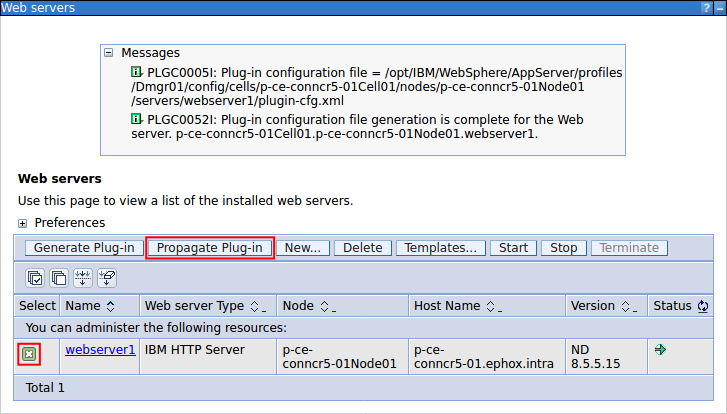 Web servers ? –
Messages
PLGC0005I: Plug-in configuration file = /opt/IBM/WebSphere/AppServer/profiles
/Dmgr01/config/cells/p-ce-conncr5-01Cell01/nodes/p-ce-conncr5-01Node01
/servers/webserver1/plugin-cfg.xml
PLGC0052I: Plug-in configuration file generation is complete for the Web
server. p-ce-conncr5-01Cell01.p-ce-conncr5-01Node01.webserver1.
Web servers
Use this page to view a list of the installed web servers.
Preferences
Generate Plug-in Propagate Plug-in New... Delete Templates... Start Stop Terminate
Select Name Web server Type Node Host Name Version Status
You can administer the following resources:
webserver1 IBM HTTP Server p-ce- p-ce- ND
conncr5-01Node01 conncr5-01.ephox.intra 8.5.5.15
Total 1